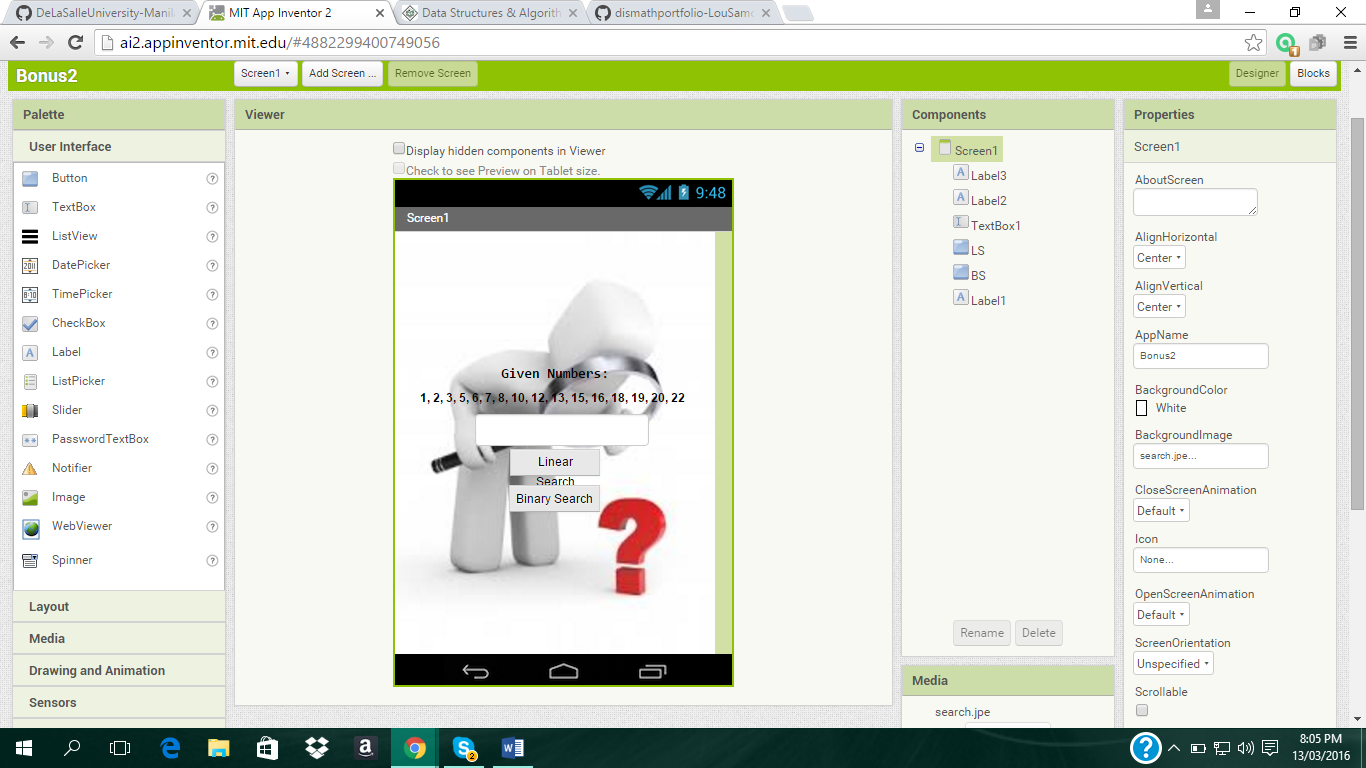 DeLaSalleUniversity-Manil
MIT App Inventor 2
Data Structures & Algorith
dismathportfolio-LouSamo
ai2.appinventor.mit.edu/#4882299400749056
1
Bonus2
Screen1
Add Screen ...
Remove Screen
Designer
Blocks
Palette
User Interface
Button ?
TextBox ?
ListView ?
DatePicker ?
TimePicker ?
CheckBox ?
Label ?
ListPicker ?
Slider ?
PasswordTextBox ?
Notifier ?
Image ?
WebViewer ?
Spinner ?
Layout
Media
Drawing and Animation
Sensors
Viewer
Display hidden components in Viewer
Check to see Preview on Tablet size.
9:48
Screen1
Given Numbers:
1, 2, 3, 5, 6, 7, 8, 10, 12, 13, 15, 16, 18, 19, 20, 22
Linear
Search
Binary Search
?
Components
Screen1
Label3
Label2
TextBox1
LS
BS
Label1
Rename
Delete
Media
search.jpe
Properties
Screen1
AboutScreen
AlignHorizontal
Center
AlignVertical
Center
AppName
Bonus2
BackgroundColor
White
BackgroundImage
search.jpe...
CloseScreenAnimation
Default
Icon
None...
OpenScreenAnimation
Default
ScreenOrientation
Unspecified
Scrollable
8:05 PM
13/03/2016